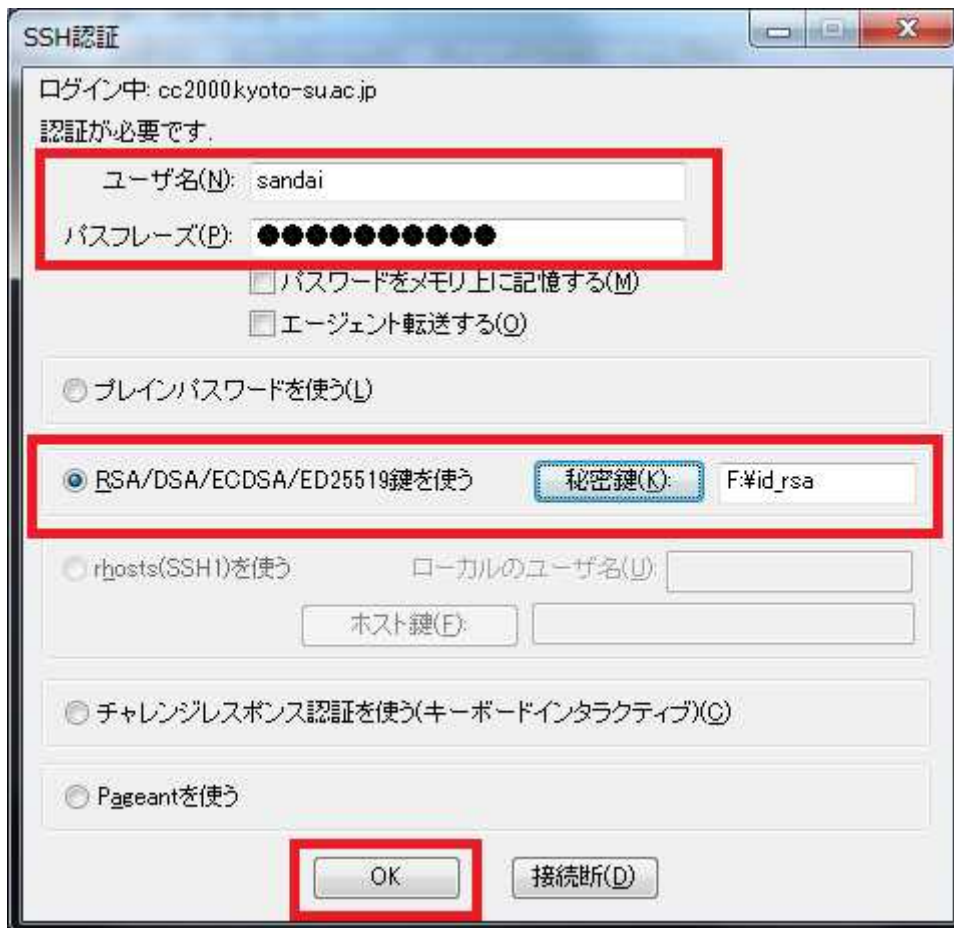 SSH認証
ログイン中: cc2000.kyoto-su.ac.jp
認証が必要です.
ユーザ名(N): sandai
パスフレーズ(P): ●●●●●●●●●●
パスワードをメモリ上に記憶する(M)
エージェント転送する(O)
プレインパスワードを使う(L)
RSA/DSA/ECDSA/ED25519鍵を使う 秘密鍵(K): F:¥id_rsa
rhosts(SSH1)を使う ローカルのユーザ名(U):
ホスト鍵(F):
チャレンジレスポンス認証を使う(キーボードインタラクティブ)(C)
Pageantを使う
OK 接続断(D)